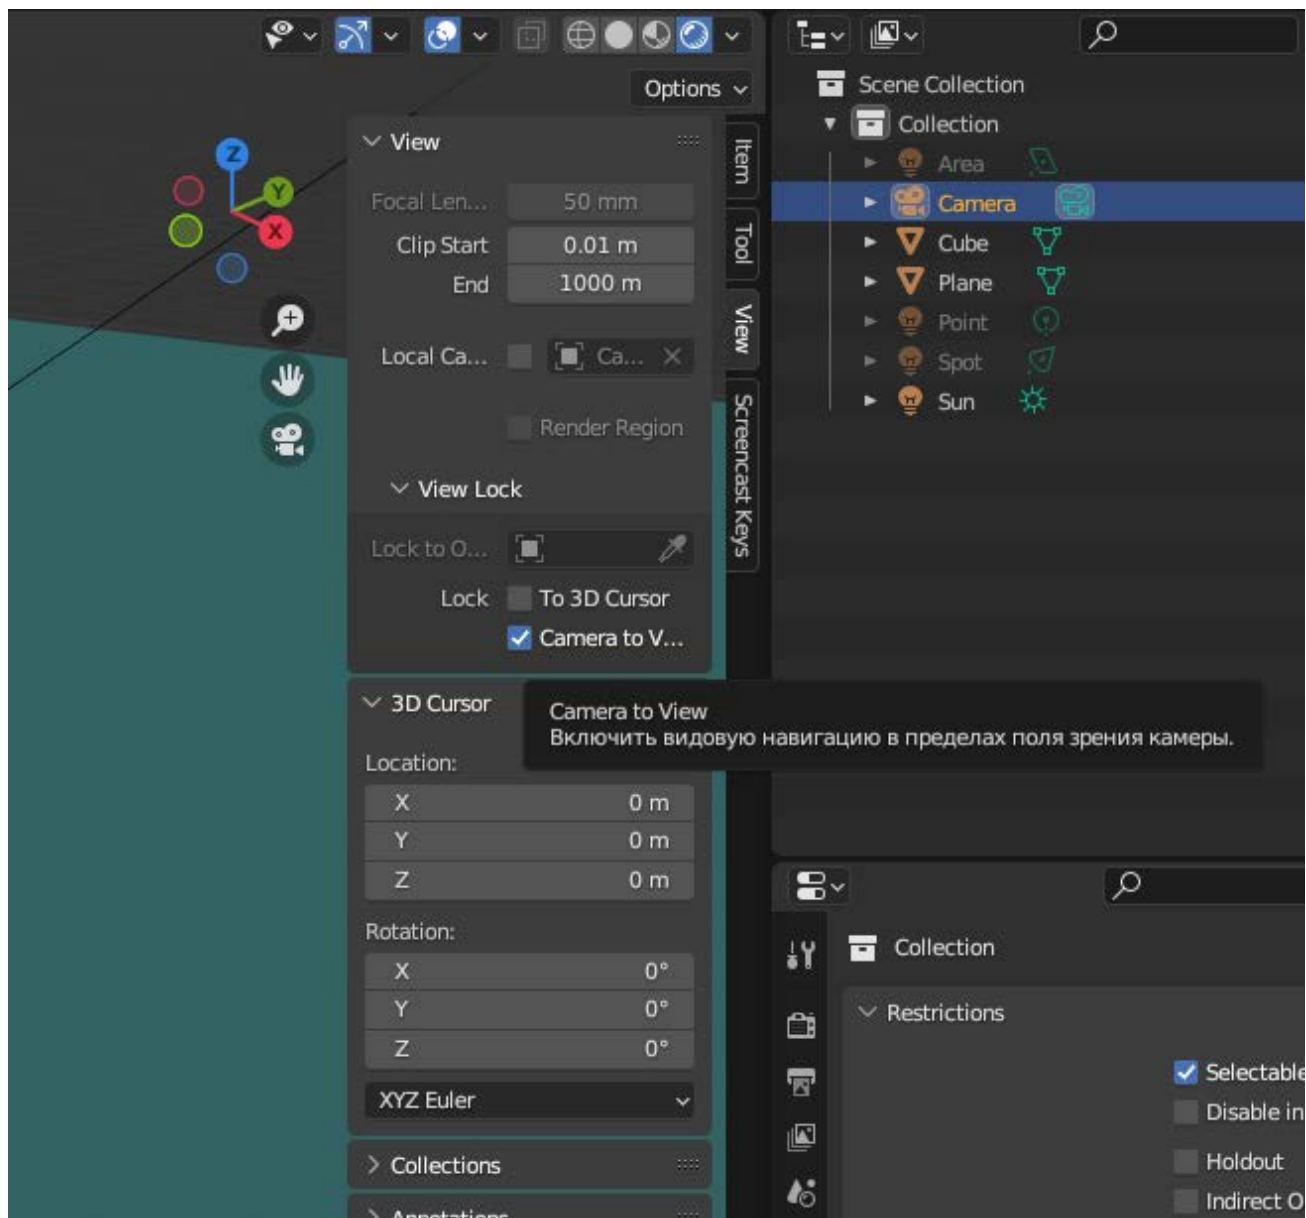 Options
View
Focal Len... 50 mm
Clip Start 0.01 m
End 1000 m
Local Ca... Ca...
Render Region
View Lock
Lock to O...
Lock To 3D Cursor
Camera to V...
3D Cursor
Location:
X 0 m
Y 0 m
Z 0 m
Rotation:
X 0°
Y 0°
Z 0°
XYZ Euler
Collections
Annotations
Item
Tool
View
Screencast Keys
Z
Y
X
Camera to View
Включить видовую навигацию в пределах поля зрения камеры.
Scene Collection
Collection
Area
Camera
Cube
Plane
Point
Spot
Sun
Collection
Restrictions
Selectable
Disable in
Holdout
Indirect O